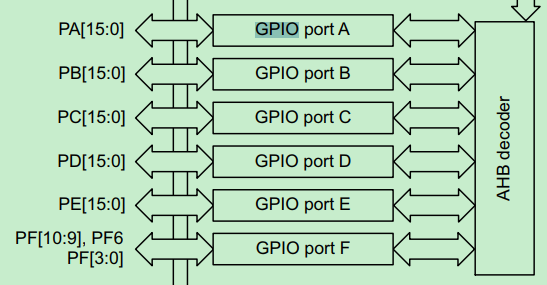 PA[15:0]
GPIO port A
PB[15:0]
GPIO port B
PC[15:0]
GPIO port C
PD[15:0]
GPIO port D
PE[15:0]
GPIO port E
PF[10:9], PF6
PF[3:0]
GPIO port F
AHB decoder